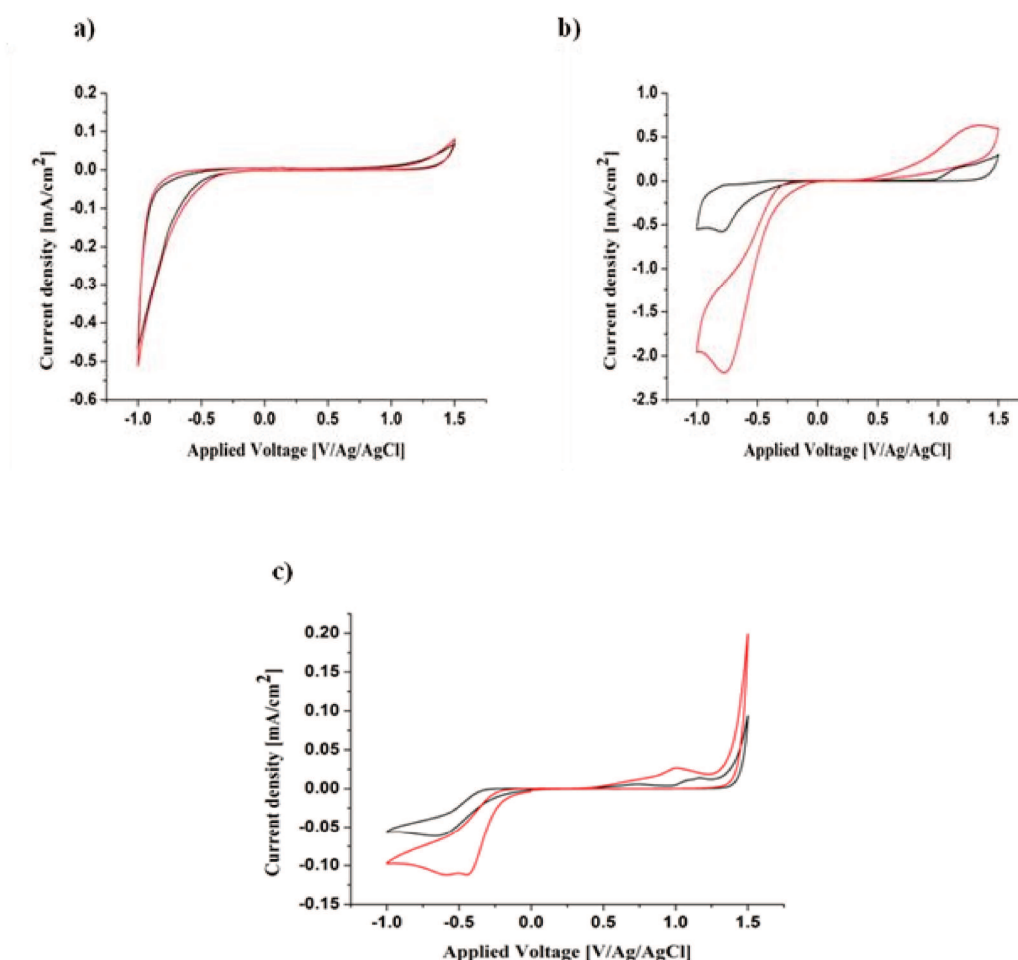 a)
0.2
0.1
0.0
-0.1
-0.2
-0.3
-0.4
-0.5
-0.6
Current density [mA/cm²]
-1.0 -0.5 0.0 0.5 1.0 1.5
Applied Voltage [V/Ag/AgCl]
b)
1.0
0.5
0.0
-0.5
-1.0
-1.5
-2.0
-2.5
Current density [mA/cm²]
-1.0 -0.5 0.0 0.5 1.0 1.5
Applied Voltage [V/Ag/AgCl]
c)
0.20
0.15
0.10
0.05
0.00
-0.05
-0.10
-0.15
Current density [mA/cm²]
-1.0 -0.5 0.0 0.5 1.0 1.5
Applied Voltage [V/Ag/AgCl]